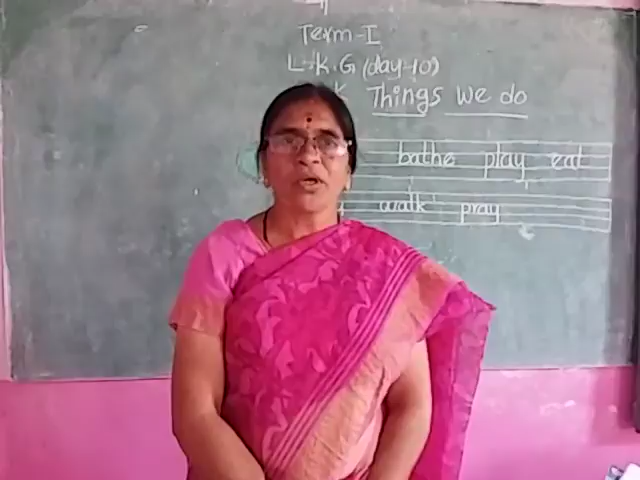 Term-I
L.K.G (day-10)
Things we do
bathe play eat
walk pray